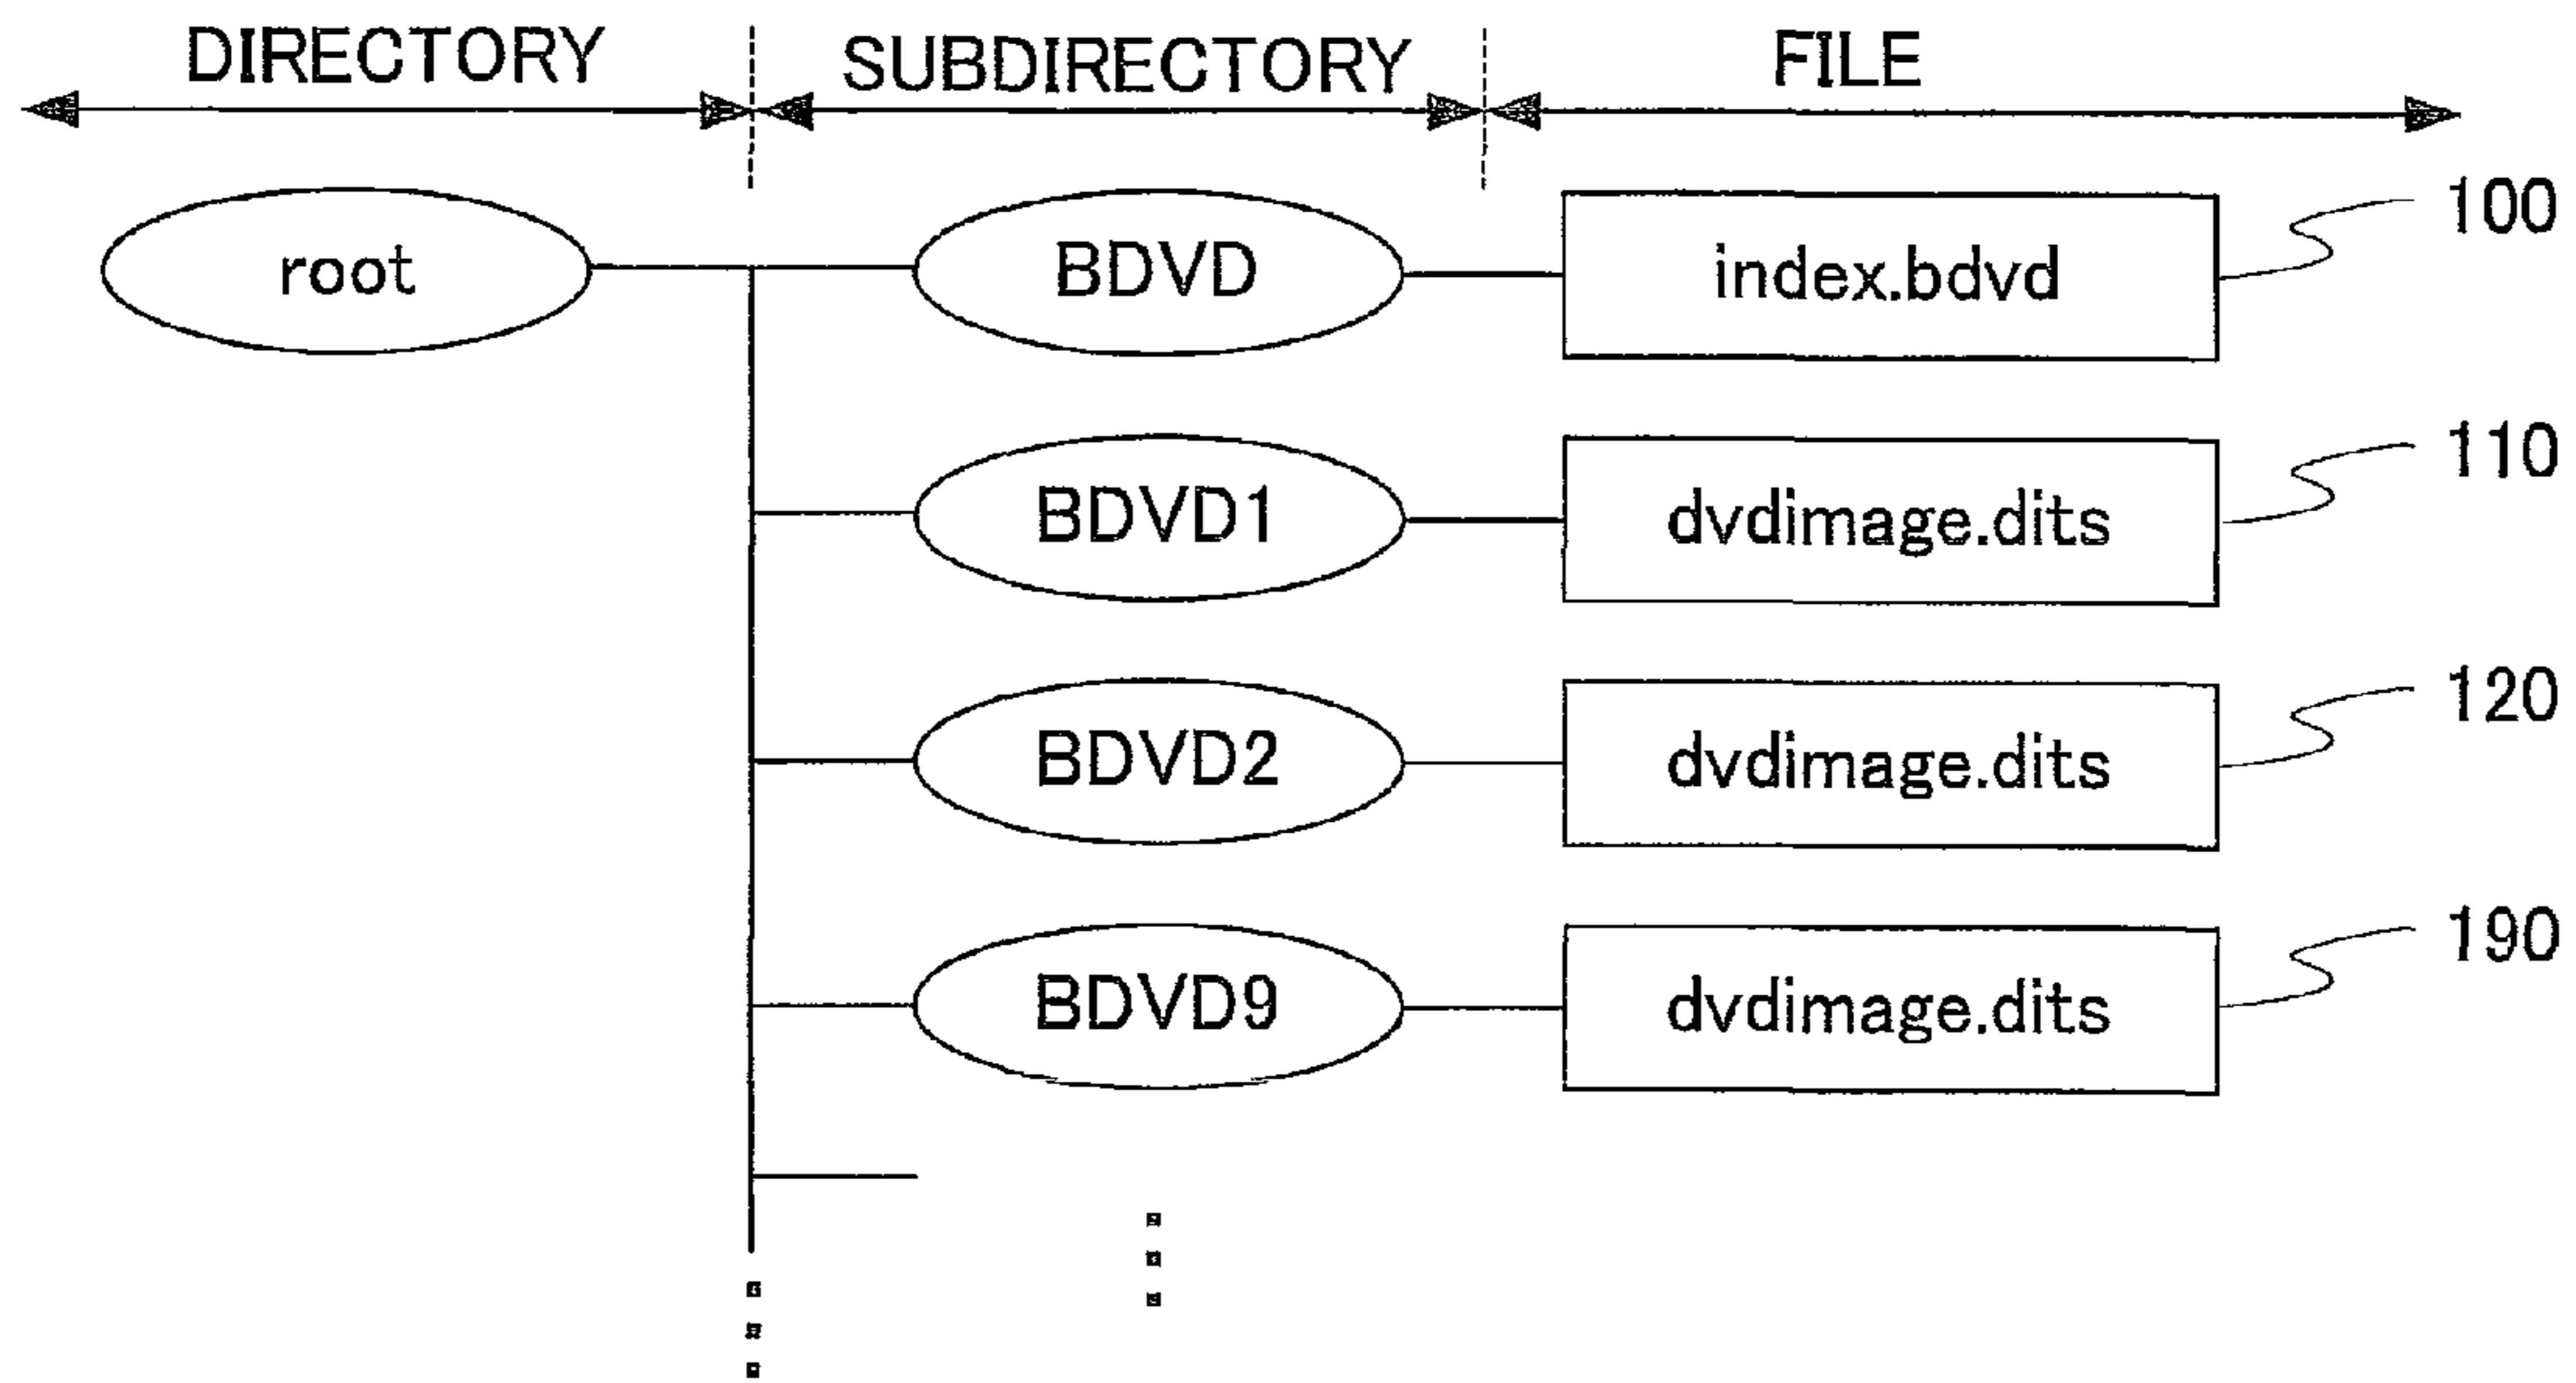 DIRECTORY SUBDIRECTORY FILE
root BDVD index.bdvd 100
BDVD1 dvdimage.dits 110
BDVD2 dvdimage.dits 120
BDVD9 dvdimage.dits 190